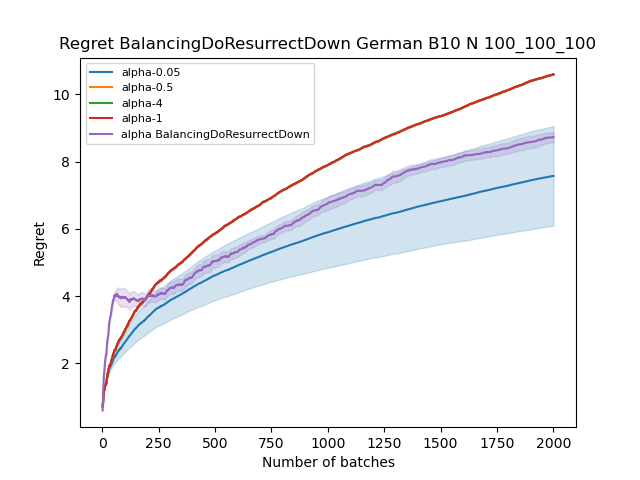 Regret BalancingDoResurrectDown German B10 N 100_100_100
alpha-0.05
alpha-0.5
alpha-4
alpha-1
alpha BalancingDoResurrectDown
10
8
6
4
2
Regret
0
250
500
750
1000
1250
1500
1750
2000
Number of batches